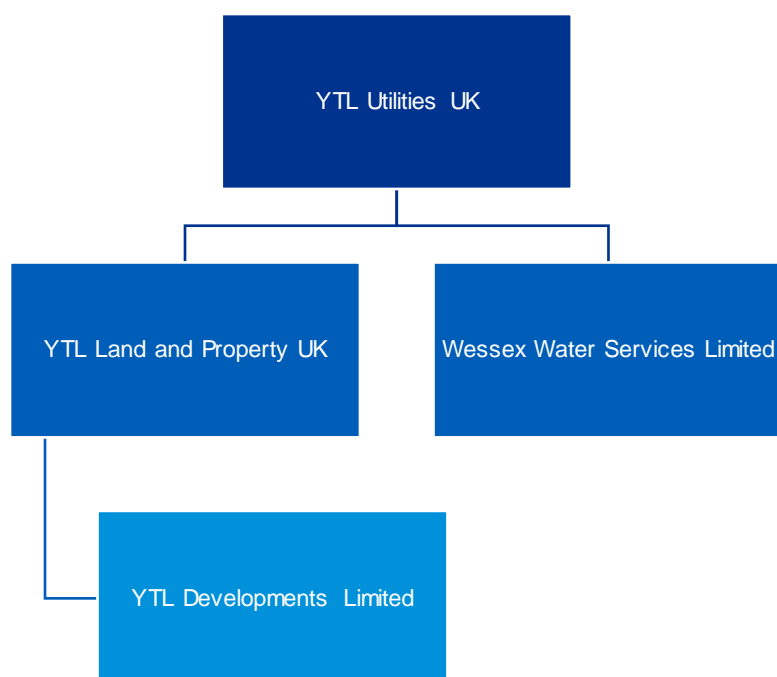 YTL Utilities UK
YTL Land and Property UK
Wessex Water Services Limited
YTL Developments Limited